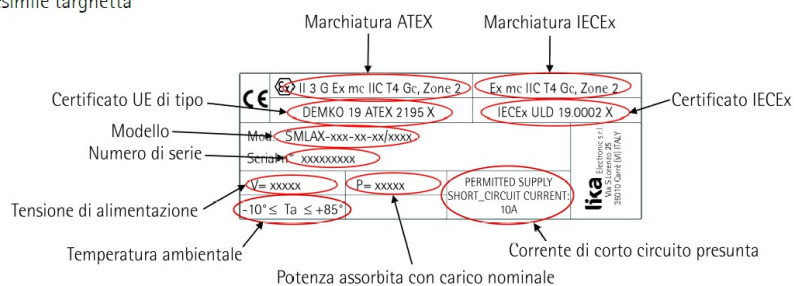 simile targhetta
Marchiatura ATEX
Marchiatura IECEx
CE Ex II 3 G Ex mc IIC T4 Gc, Zone 2
Ex mc IIC T4 Gc, Zone 2
Certificato UE di tipo
DEMKO 19 ATEX 2195 X
IECEx ULD 19.0002 X
Certificato IECEx
Modello
Mod.: SMLAX-xxx-xx-xx/xxxx
Numero di serie
Serial n° xxxxxxxxx
lika Electronic s.r.l.
Via S.Lorenzo 25
36010 Carrè (VI) ITALY
Tensione di alimentazione
V= xxxxx
P= xxxxx
PERMITTED SUPPLY
SHORT_CIRCUIT CURRENT:
10A
-10°≤ Ta ≤+85°
Temperatura ambientale
Corrente di corto circuito presunta
Potenza assorbita con carico nominale